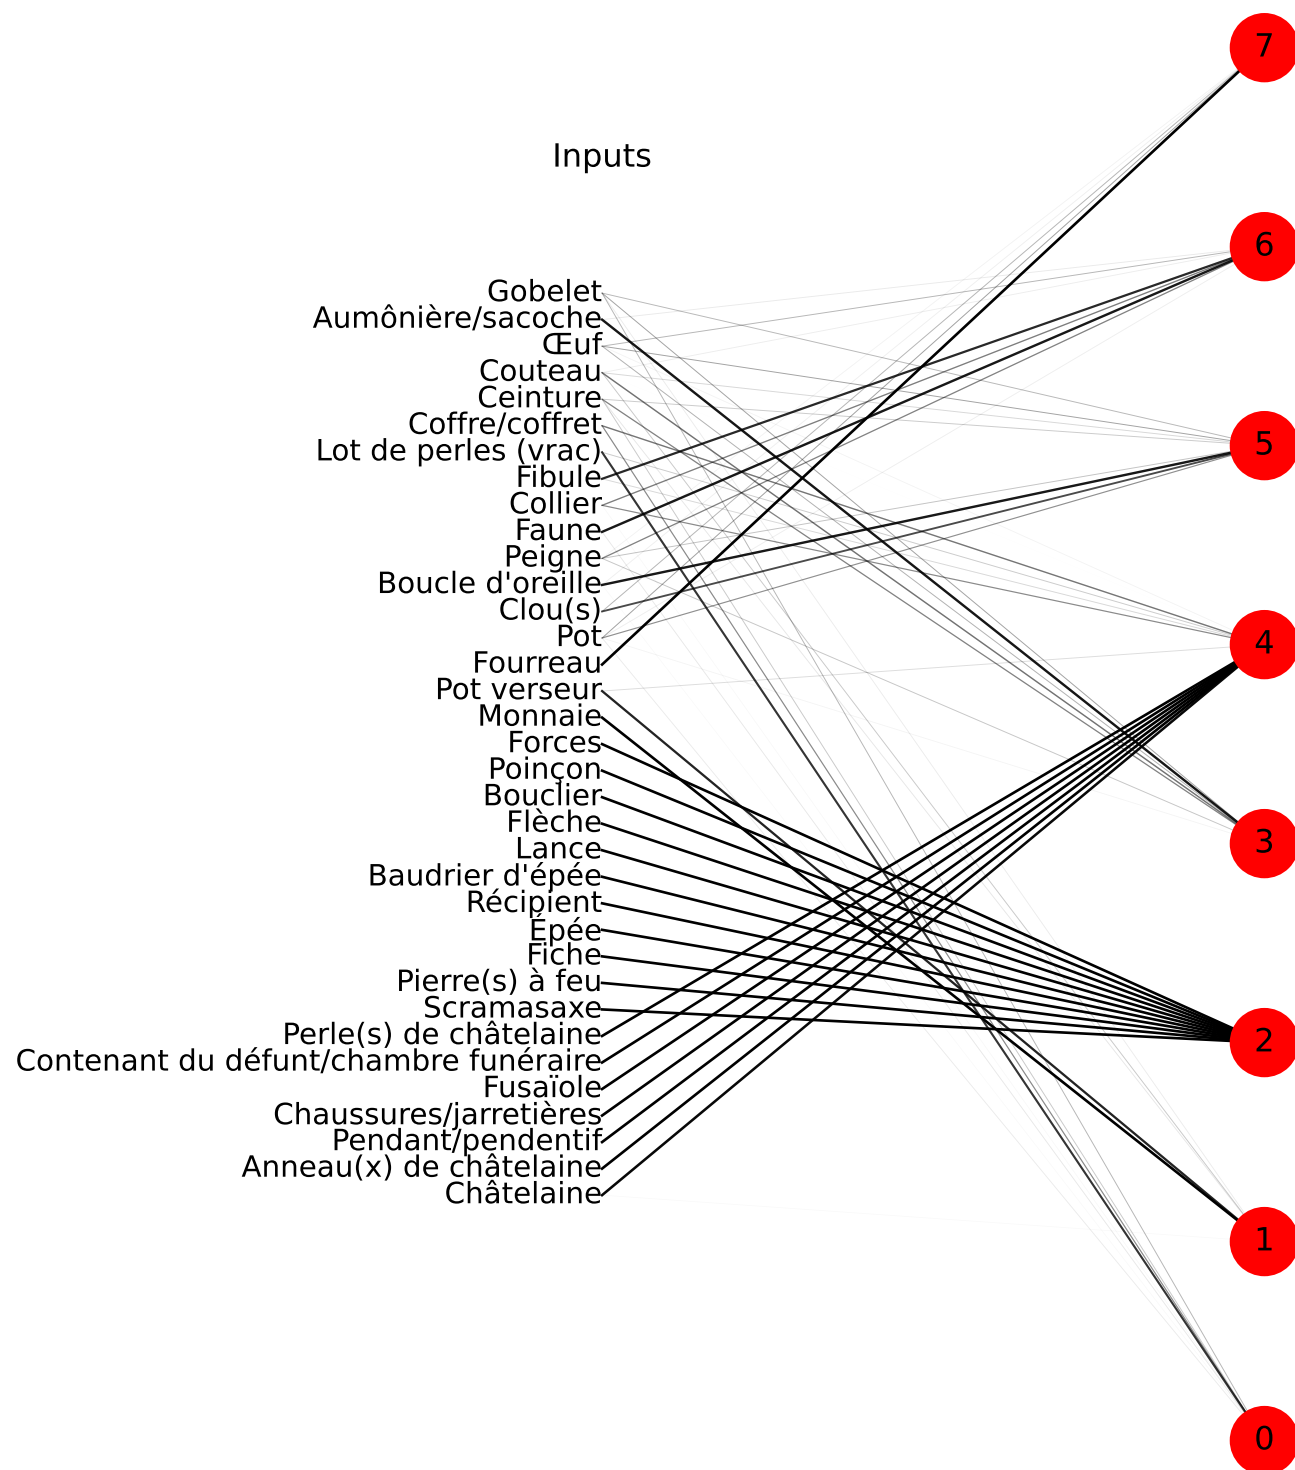 7
Inputs
6
Gobelet
Aumônière/sacoche
Œuf
Couteau
Ceinture
Coffre/coffret
5
Lot de perles (vrac)
Fibule
Collier
Faune
Peigne
Boucle d'oreille
Clou(s)
Pot
4
Fourreau
Pot verseur
Monnaie
Forces
Poinçon
Bouclier
Flèche
3
Lance
Baudrier d'épée
Récipient
Épée
Fiche
Pierre(s) à feu
Scramasaxe
Perle(s) de châtelaine
2
Contenant du défunt/chambre funéraire
Fusaïole
Chaussures/jarretières
Pendant/pendentif
Anneau(x) de châtelaine
Châtelaine
1
0